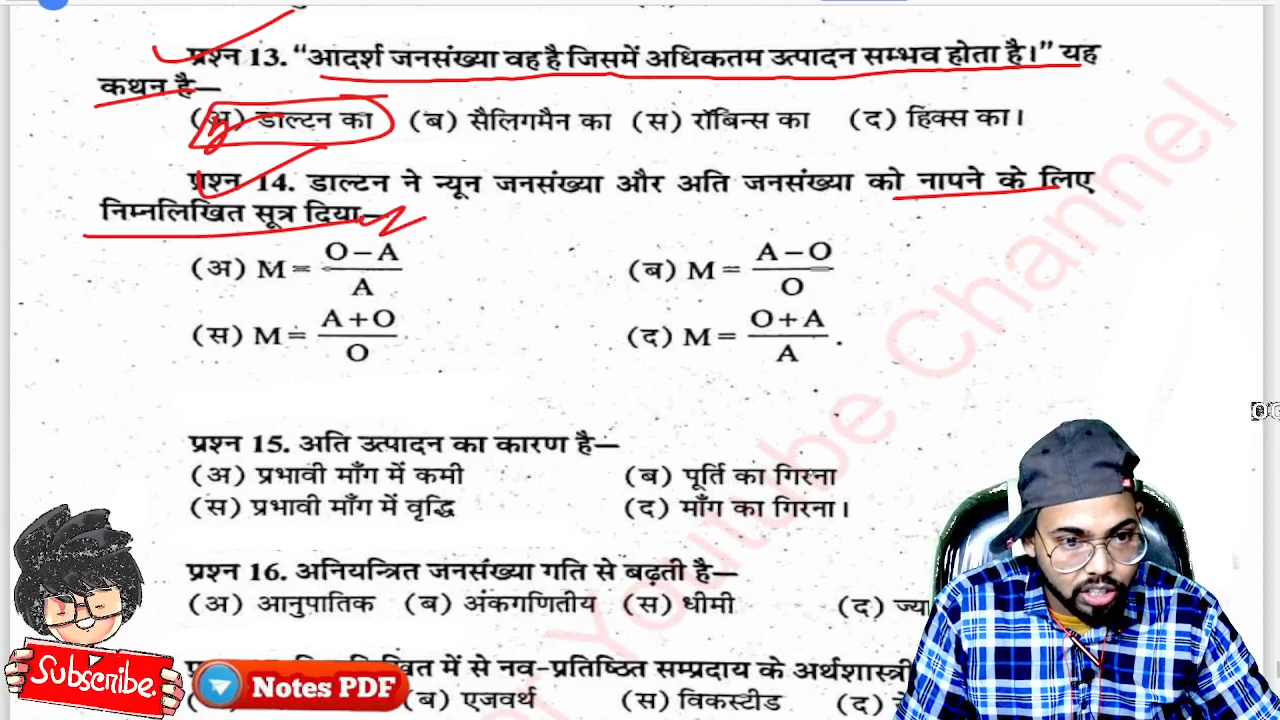 प्रश्न 13. “आदर्श जनसंख्या वह है जिसमें अधिकतम उत्पादन सम्भव होता है।” यह
कथन है—
(अ) डाल्टन का (ब) सैलिगमैन का (स) रॉबिन्स का (द) हिक्स का।
प्रश्न 14. डाल्टन ने न्यून जनसंख्या और अति जनसंख्या को नापने के लिए
निम्नलिखित सूत्र दिया—
(अ) M = O – A / A (ब) M = A – O / O
(स) M = A + O / O (द) M = O + A / A .
प्रश्न 15. अति उत्पादन का कारण है—
(अ) प्रभावी माँग में कमी (ब) पूर्ति का गिरना
(स) प्रभावी माँग में वृद्धि (द) माँग का गिरना।
प्रश्न 16. अनियन्त्रित जनसंख्या गति से बढ़ती है—
(अ) आनुपातिक (ब) अंकगणितीय (स) धीमी (द)
में से नव-प्रतिष्ठित सम्प्रदाय के अर्थशास्त्री
(ब) एजवर्थ (स) विकस्टीड (द)
Youtube Channel
Subscribe.
Notes PDF